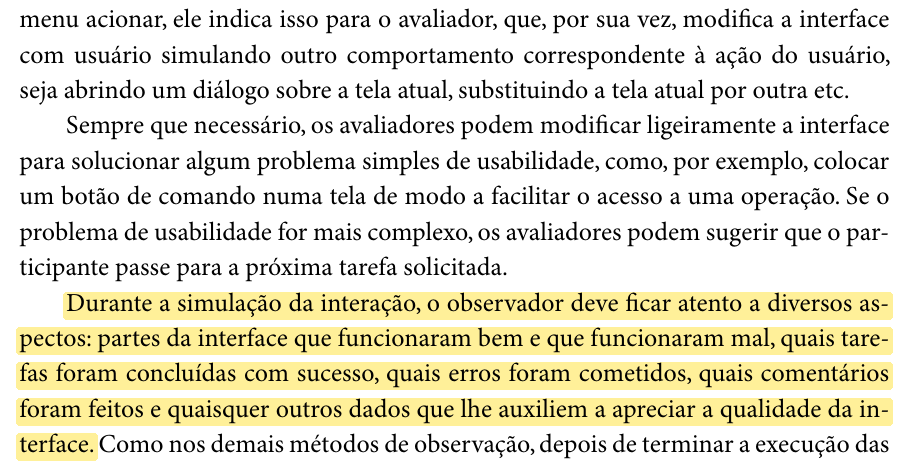 menu acionar, ele indica isso para o avaliador, que, por sua vez, modifica a interface
com usuário simulando outro comportamento correspondente à ação do usuário,
seja abrindo um diálogo sobre a tela atual, substituindo a tela atual por outra etc.
Sempre que necessário, os avaliadores podem modificar ligeiramente a interface
para solucionar algum problema simples de usabilidade, como, por exemplo, colocar
um botão de comando numa tela de modo a facilitar o acesso a uma operação. Se o
problema de usabilidade for mais complexo, os avaliadores podem sugerir que o par-
ticipante passe para a próxima tarefa solicitada.
Durante a simulação da interação, o observador deve ficar atento a diversos as-
pectos: partes da interface que funcionaram bem e que funcionaram mal, quais tare-
fas foram concluídas com sucesso, quais erros foram cometidos, quais comentários
foram feitos e quaisquer outros dados que lhe auxiliem a apreciar a qualidade da in-
terface. Como nos demais métodos de observação, depois de terminar a execução das